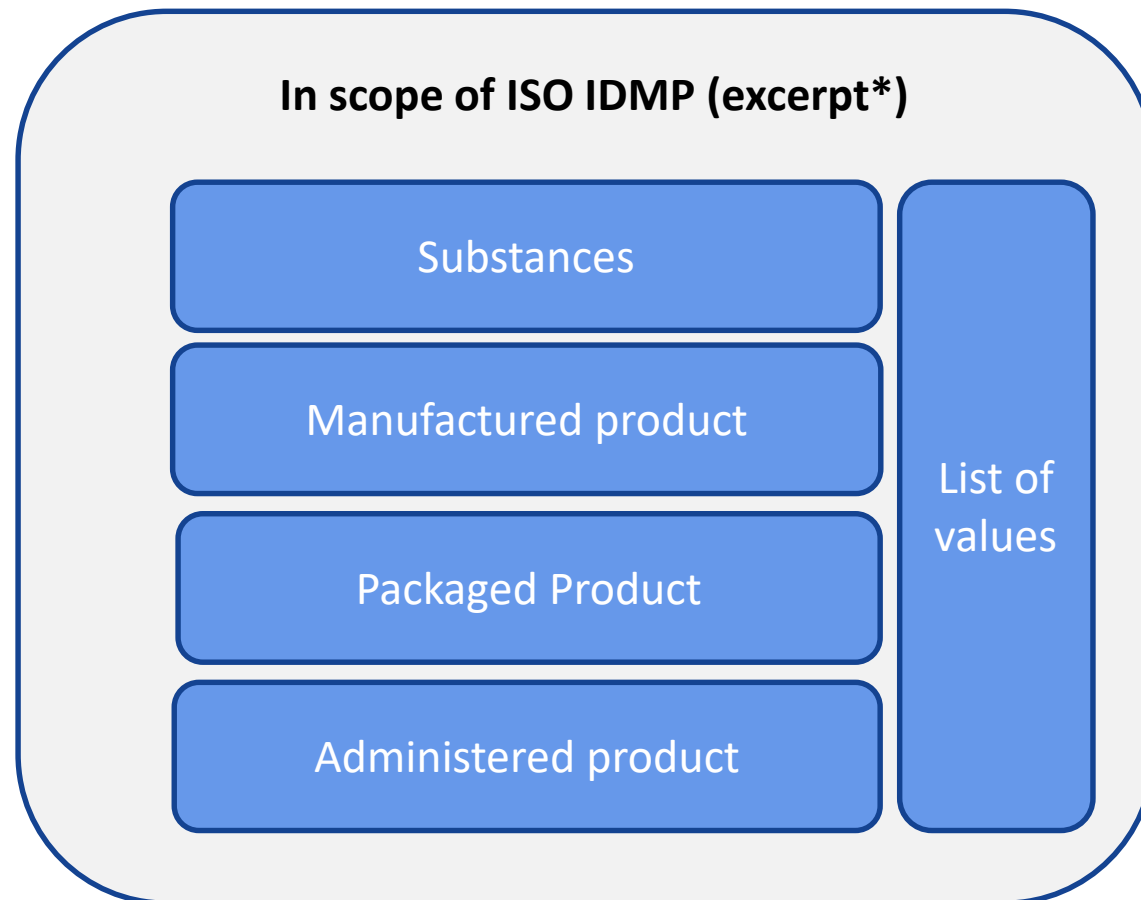 In scope of ISO IDMP (excerpt*)
Substances
Manufactured product
Packaged Product
Administered product
List of
values